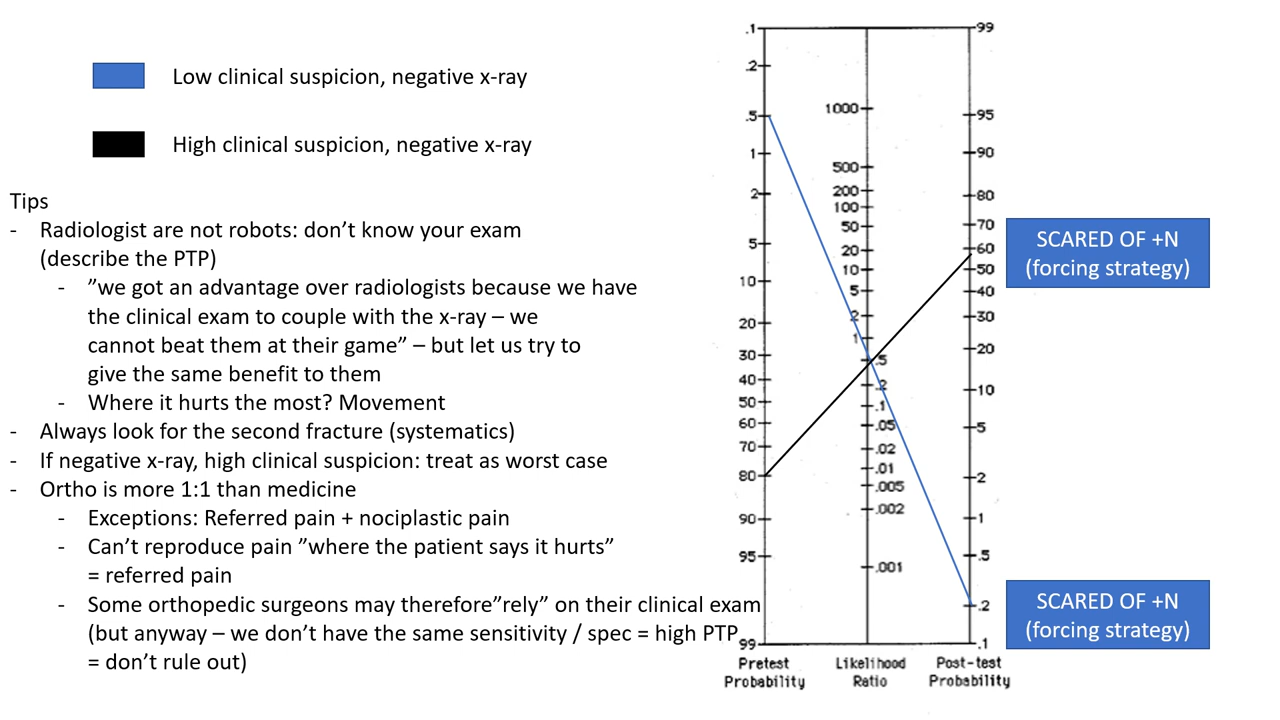 Low clinical suspicion, negative x-ray
High clinical suspicion, negative x-ray
Tips
- Radiologist are not robots: don’t know your exam
(describe the PTP)
- ”we got an advantage over radiologists because we have
the clinical exam to couple with the x-ray – we
cannot beat them at their game” – but let us try to
give the same benefit to them
- Where it hurts the most? Movement
- Always look for the second fracture (systematics)
- If negative x-ray, high clinical suspicion: treat as worst case
- Ortho is more 1:1 than medicine
- Exceptions: Referred pain + nociplastic pain
- Can’t reproduce pain ”where the patient says it hurts”
= referred pain
- Some orthopedic surgeons may therefore”rely” on their clinical exam
(but anyway – we don’t have the same sensitivity / spec = high PTP
= don’t rule out)
.1
.2
.5
1
2
5
10
20
30
40
50
60
70
80
90
95
99
Pretest
Probability
1000
500
200
100
50
20
10
5
2
1
.5
.2
.1
.05
.02
.01
.005
.002
.001
Likelihood
Ratio
99
95
90
80
70
60
50
40
30
20
10
5
2
1
.5
.2
.1
Post-test
Probability
SCARED OF +N
(forcing strategy)
SCARED OF +N
(forcing strategy)